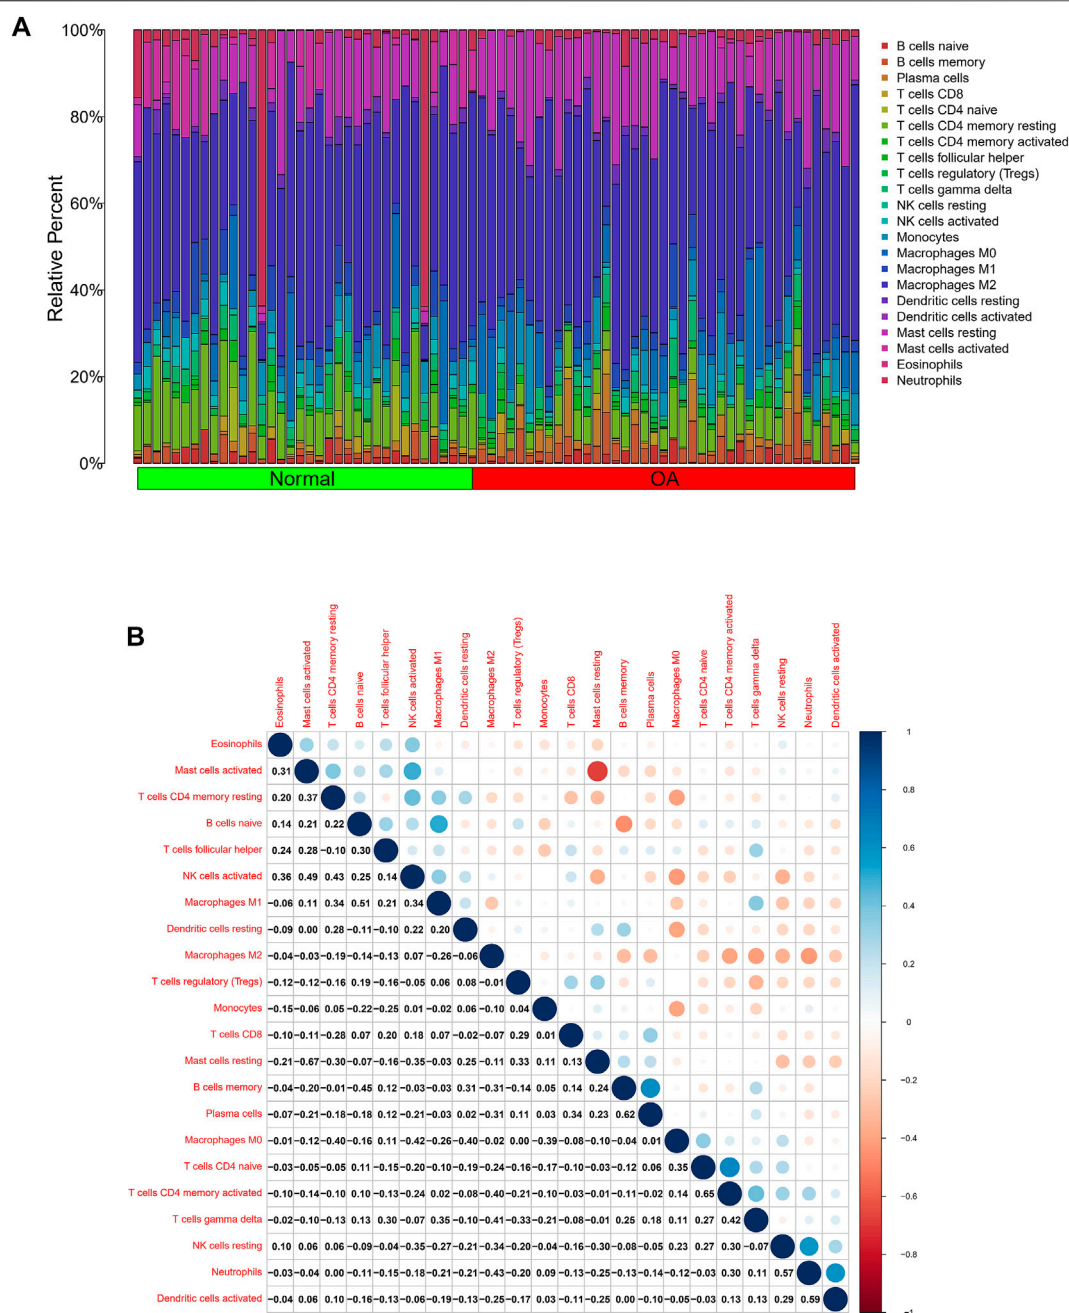 A
100%
80%
60%
40%
20%
0%
Relative Percent
Normal
OA
B cells naive
B cells memory
Plasma cells
T cells CD8
T cells CD4 naive
T cells CD4 memory resting
T cells CD4 memory activated
T cells follicular helper
T cells regulatory (Tregs)
T cells gamma delta
NK cells resting
NK cells activated
Monocytes
Macrophages M0
Macrophages M1
Macrophages M2
Dendritic cells resting
Dendritic cells activated
Mast cells resting
Mast cells activated
Eosinophils
Neutrophils
B
Eosinophils
Mast cells activated
T cells CD4 memory resting
B cells naive
T cells follicular helper
NK cells activated
Macrophages M1
Dendritic cells resting
Macrophages M2
T cells regulatory (Tregs)
Monocytes
T cells CD8
Mast cells resting
B cells memory
Plasma cells
Macrophages M0
T cells CD4 naive
T cells CD4 memory activated
T cells gamma delta
NK cells resting
Neutrophils
Dendritic cells activated
Eosinophils
Mast cells activated 0.31
T cells CD4 memory resting 0.20 0.37
B cells naive 0.14 0.21 0.22
T cells follicular helper 0.24 0.28 −0.10 0.30
NK cells activated 0.36 0.49 0.43 0.25 0.14
Macrophages M1 −0.06 0.11 0.34 0.51 0.21 0.34
Dendritic cells resting −0.09 0.00 0.28 −0.11 −0.10 0.22 0.20
Macrophages M2 −0.04 −0.03 −0.19 −0.14 −0.13 0.07 −0.26 −0.06
T cells regulatory (Tregs) −0.12 −0.12 −0.16 0.19 −0.16 −0.05 0.06 0.08 −0.01
Monocytes −0.15 −0.06 0.05 −0.22 −0.25 0.01 −0.02 0.06 −0.10 0.04
T cells CD8 −0.10 −0.11 −0.28 0.07 0.20 0.18 0.07 −0.02 −0.07 0.29 0.01
Mast cells resting −0.21 −0.67 −0.30 −0.07 −0.16 −0.35 −0.03 0.25 −0.11 0.33 0.11 0.13
B cells memory −0.04 −0.20 −0.01 −0.45 0.12 −0.03 −0.03 0.31 −0.31 −0.14 0.05 0.14 0.24
Plasma cells −0.07 −0.21 −0.18 −0.18 0.12 −0.21 −0.03 0.02 −0.31 0.11 0.03 0.34 0.23 0.62
Macrophages M0 −0.01 −0.12 −0.40 −0.16 0.11 −0.42 −0.26 −0.40 −0.02 0.00 −0.39 −0.08 −0.10 −0.04 0.01
T cells CD4 naive −0.03 −0.05 −0.05 0.11 −0.15 −0.20 −0.10 −0.19 −0.24 −0.16 −0.17 −0.10 −0.03 −0.12 0.06 0.35
T cells CD4 memory activated −0.10 −0.14 −0.10 0.10 −0.13 −0.24 0.02 −0.08 −0.40 −0.21 −0.10 −0.03 −0.01 −0.11 −0.02 0.14 0.65
T cells gamma delta −0.02 −0.10 −0.13 0.13 0.30 −0.07 0.35 −0.10 −0.41 −0.33 −0.21 −0.08 −0.01 0.25 0.18 0.11 0.27 0.42
NK cells resting 0.10 0.06 0.06 −0.09 −0.04 −0.35 −0.27 −0.21 −0.34 −0.20 −0.04 −0.16 −0.30 −0.08 −0.05 0.23 0.27 0.30 −0.07
Neutrophils −0.03 −0.04 0.00 −0.11 −0.15 −0.18 −0.21 −0.21 −0.43 −0.20 0.09 −0.13 −0.25 −0.13 −0.14 −0.12 −0.03 0.30 0.11 0.57
Dendritic cells activated −0.04 0.06 0.10 −0.16 −0.13 −0.06 −0.19 −0.13 −0.25 −0.17 0.03 −0.11 −0.25 0.00 −0.10 −0.05 −0.03 0.13 0.13 0.29 0.59
1
0.8
0.6
0.4
0.2
0
−0.2
−0.4
−0.6
−0.8
−1